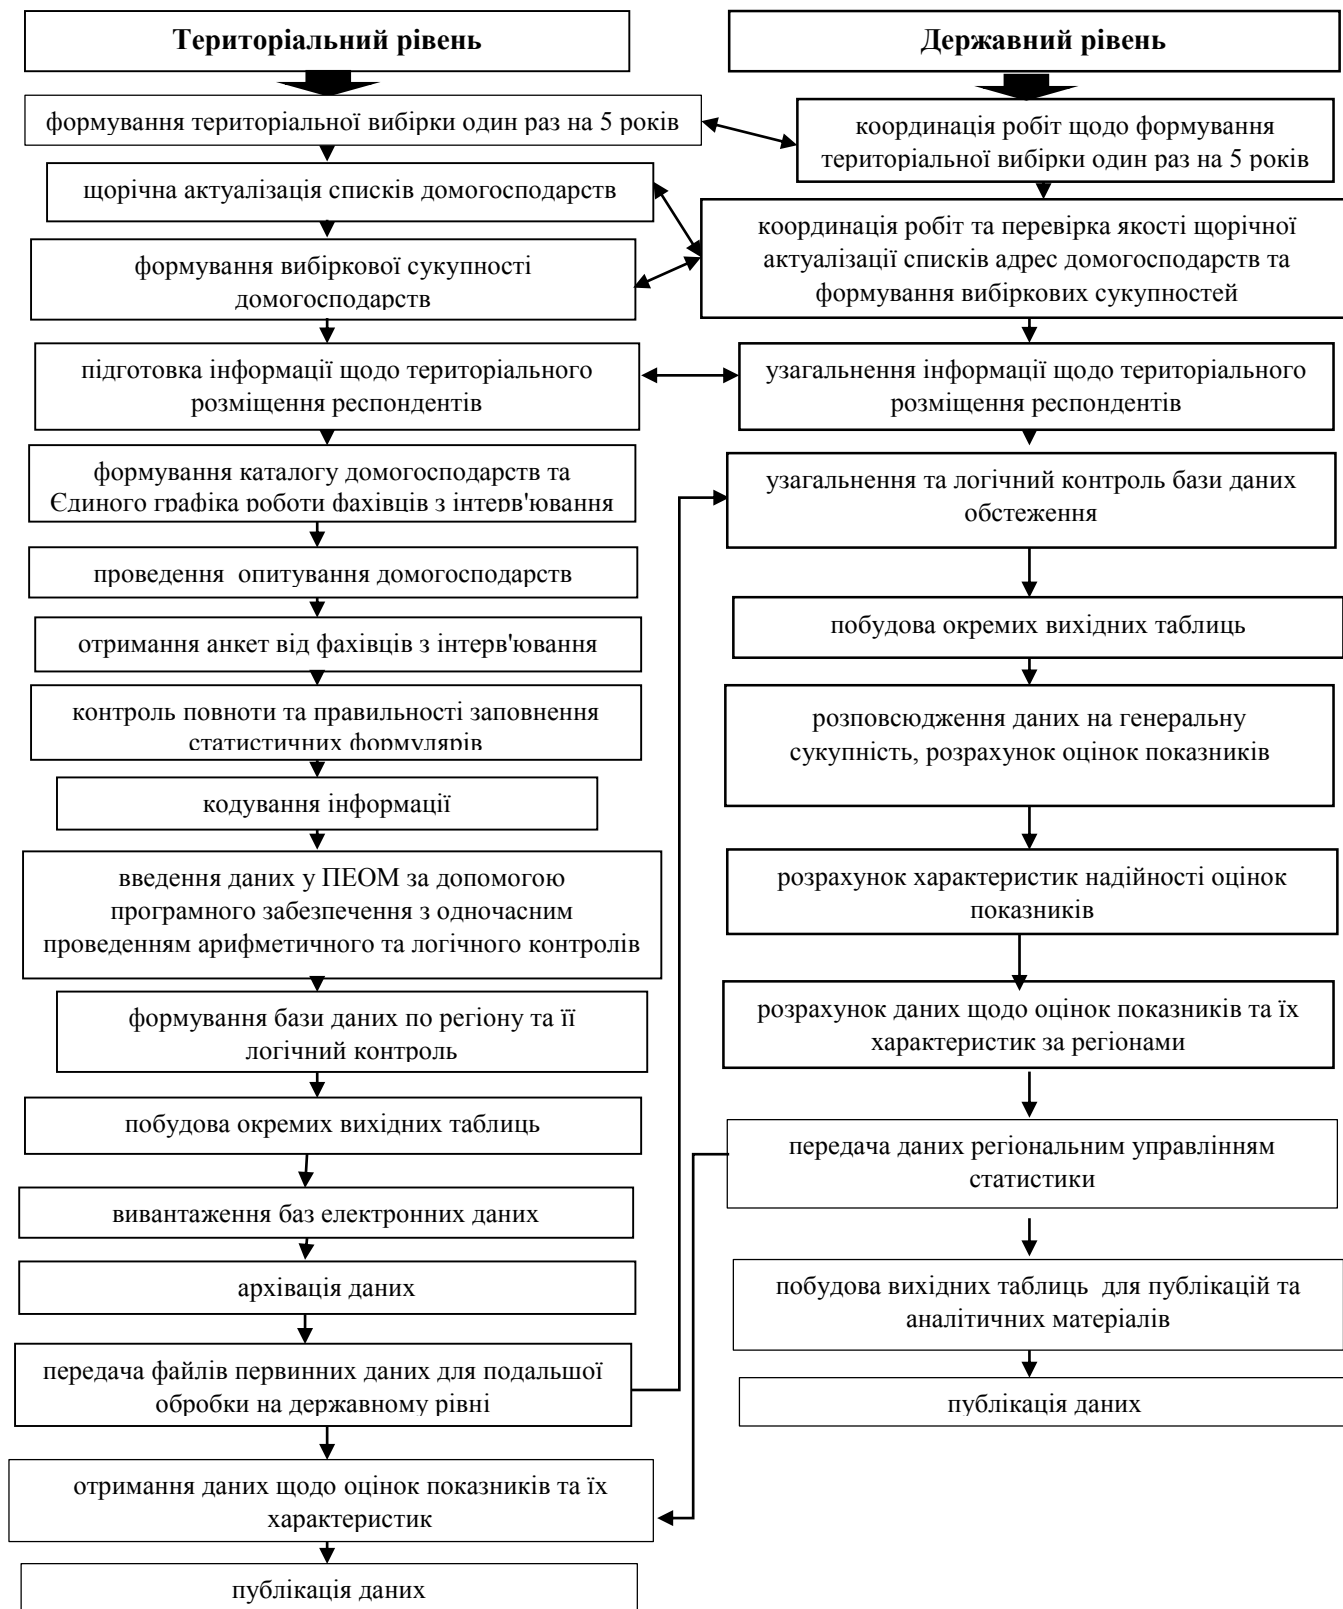 Територіальний рівень
формування територіальної вибірки один раз на 5 років
щорічна актуалізація списків домогосподарств
формування вибіркової сукупності
домогосподарств
підготовка інформації щодо територіального
розміщення респондентів
формування каталогу домогосподарств та
Єдиного графіка роботи фахівців з інтерв'ювання
проведення опитування домогосподарств
отримання анкет від фахівців з інтерв'ювання
контроль повноти та правильності заповнення
статистичних формулярів
кодування інформації
введення даних у ПЕОМ за допомогою
програмного забезпечення з одночасним
проведенням арифметичного та логічного контролів
формування бази даних по регіону та її
логічний контроль
побудова окремих вихідних таблиць
вивантаження баз електронних даних
архівація даних
передача файлів первинних даних для подальшої
обробки на державному рівні
отримання даних щодо оцінок показників та їх
характеристик
публікація даних
Державний рівень
координація робіт щодо формування
територіальної вибірки один раз на 5 років
координація робіт та перевірка якості щорічної
актуалізації списків адрес домогосподарств та
формування вибіркових сукупностей
узагальнення інформації щодо територіального
розміщення респондентів
узагальнення та логічний контроль бази даних
обстеження
побудова окремих вихідних таблиць
розповсюдження даних на генеральну
сукупність, розрахунок оцінок показників
розрахунок характеристик надійності оцінок
показників
розрахунок даних щодо оцінок показників та їх
характеристик за регіонами
передача даних регіональним управлінням
статистики
побудова вихідних таблиць для публікацій та
аналітичних матеріалів
публікація даних